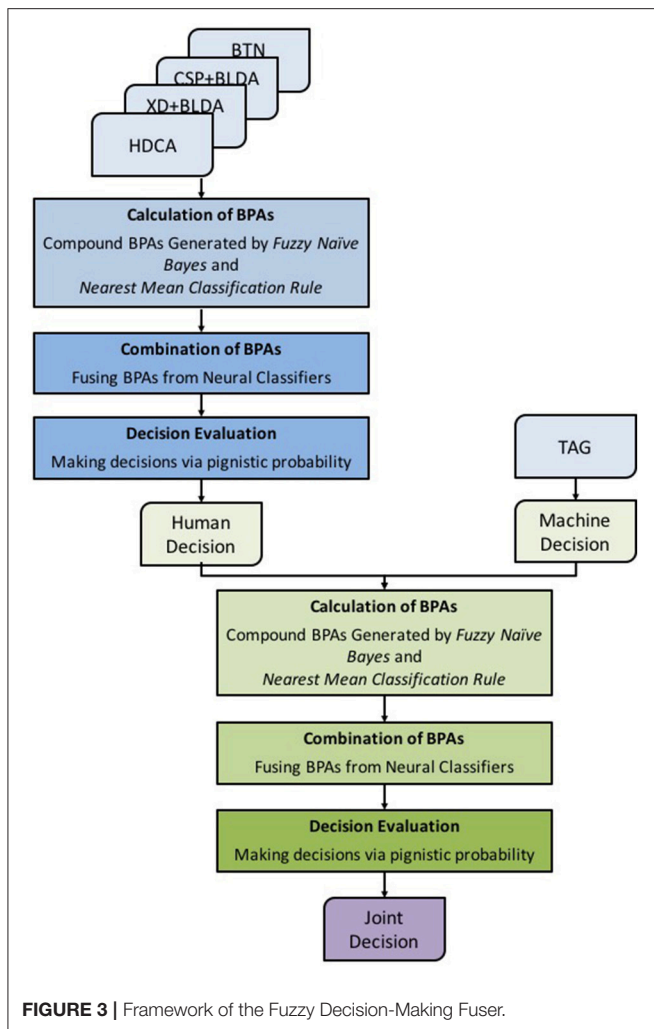 BTN
CSP+BLDA
XD+BLDA
HDCA
Calculation of BPAs
Compound BPAs Generated by Fuzzy Naïve
Bayes and
Nearest Mean Classification Rule
Combination of BPAs
Fusing BPAs from Neural Classifiers
Decision Evaluation
Making decisions via pignistic probability
TAG
Human
Decision
Machine
Decision
Calculation of BPAs
Compound BPAs Generated by Fuzzy Naïve
Bayes and
Nearest Mean Classification Rule
Combination of BPAs
Fusing BPAs from Neural Classifiers
Decision Evaluation
Making decisions via pignistic probability
Joint
Decision
FIGURE 3 | Framework of the Fuzzy Decision-Making Fuser.